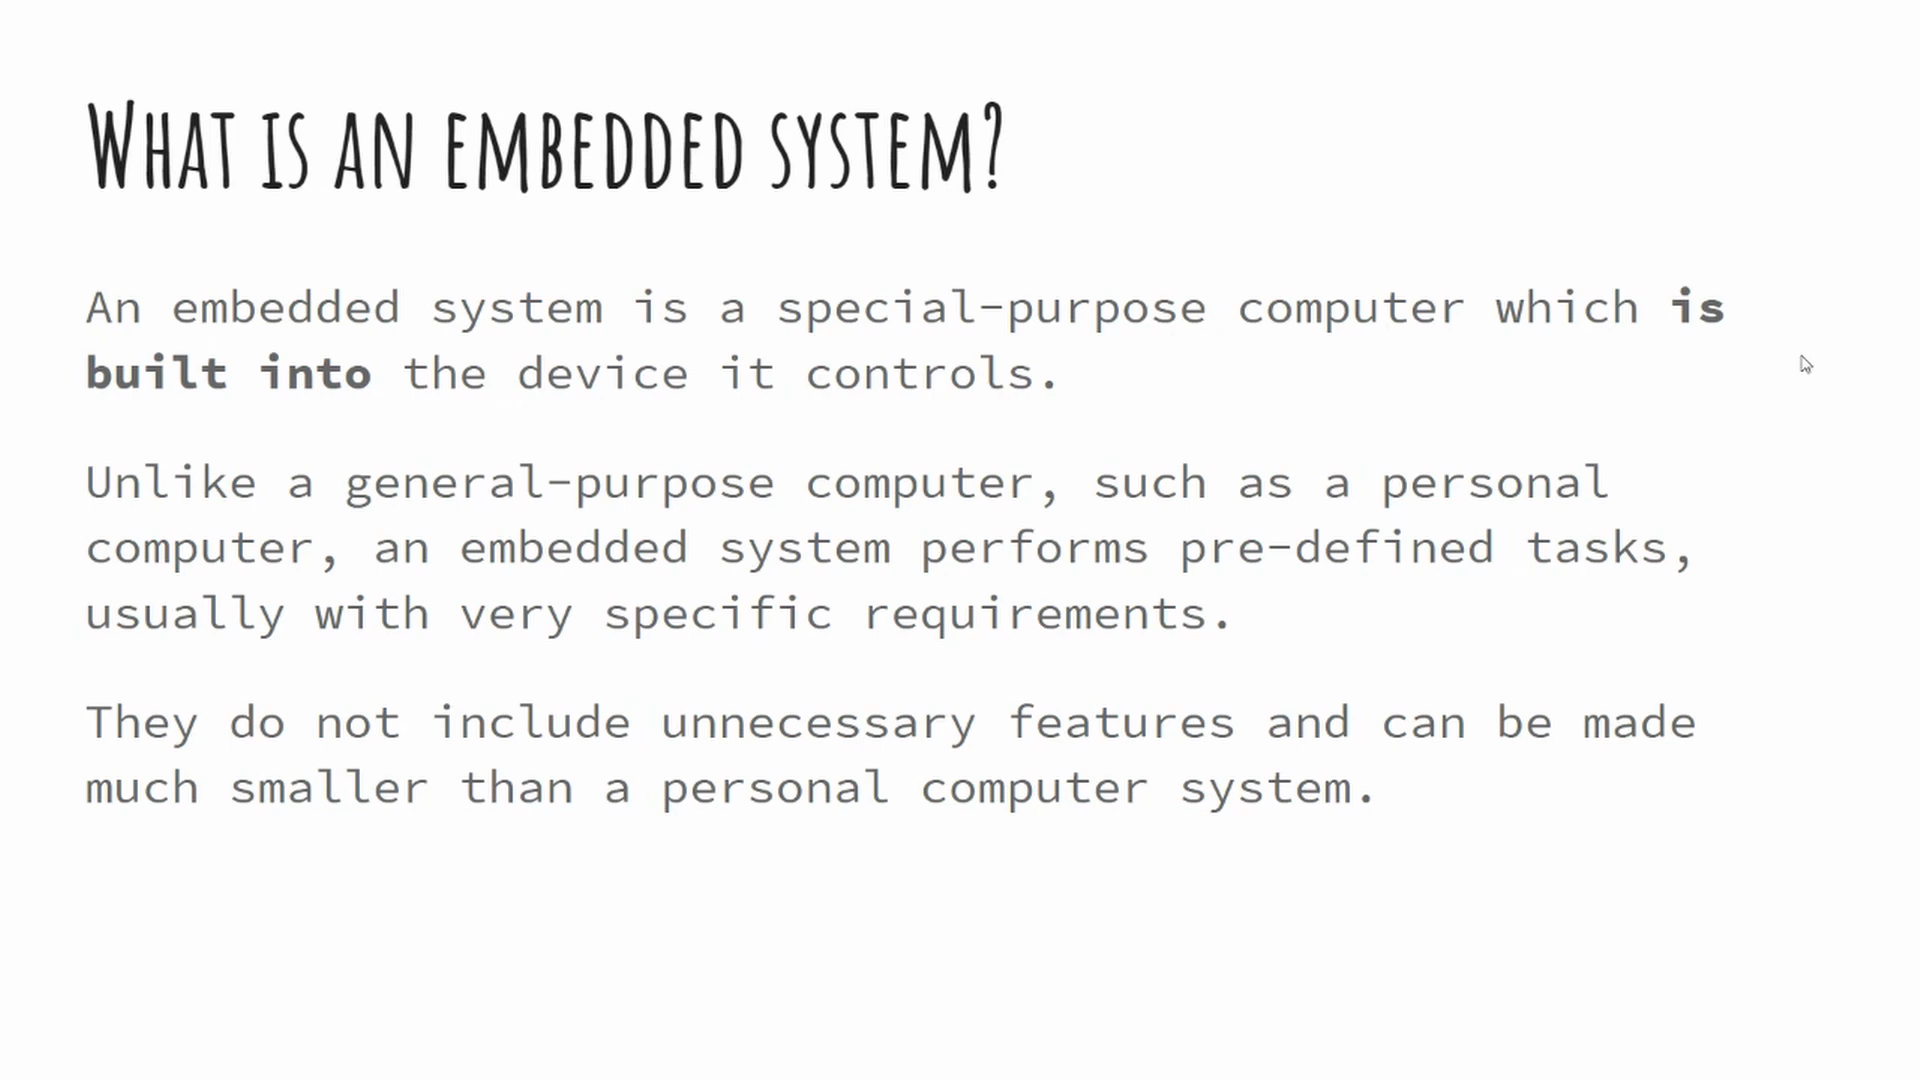 What is an embedded system?
An embedded system is a special-purpose computer which is
built into the device it controls.
Unlike a general-purpose computer, such as a personal
computer, an embedded system performs pre-defined tasks,
usually with very specific requirements.
They do not include unnecessary features and can be made
much smaller than a personal computer system.